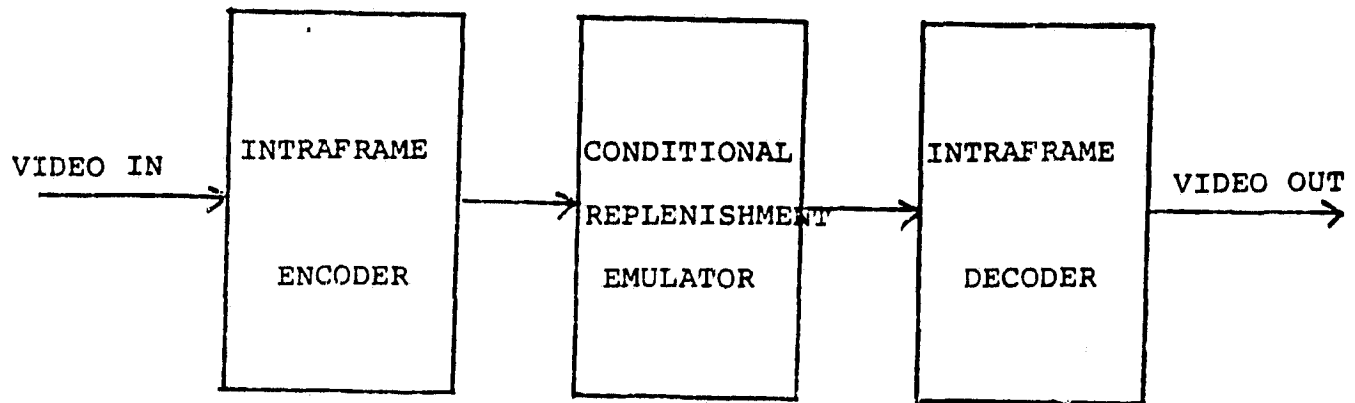 VIDEO IN
INTRAFRAME
ENCODER
CONDITIONAL
REPLENISHMENT
EMULATOR
INTRAFRAME
DECODER
VIDEO OUT